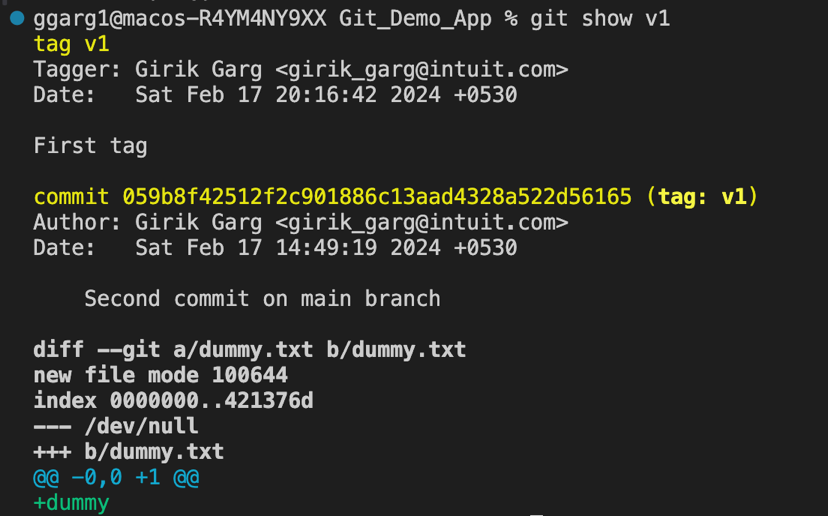 ggarg1@macos-R4YM4NY9XX Git_Demo_App % git show v1
tag v1
Tagger: Girik Garg <girik_garg@intuit.com>
Date:   Sat Feb 17 20:16:42 2024 +0530

First tag

commit 059b8f42512f2c901886c13aad4328a522d56165 (tag: v1)
Author: Girik Garg <girik_garg@intuit.com>
Date:   Sat Feb 17 14:49:19 2024 +0530

    Second commit on main branch

diff --git a/dummy.txt b/dummy.txt
new file mode 100644
index 0000000..421376d
--- /dev/null
+++ b/dummy.txt
@@ -0,0 +1 @@
+dummy